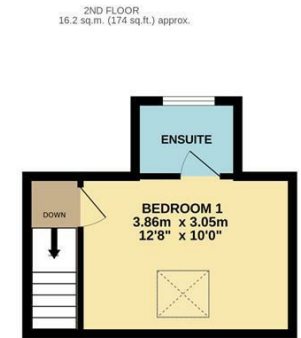 2ND FLOOR
16.2 sq.m. (174 sq.ft.) approx.
ENSUITE
DOWN
BEDROOM 1
3.86m x 3.05m
12'8" x 10'0"